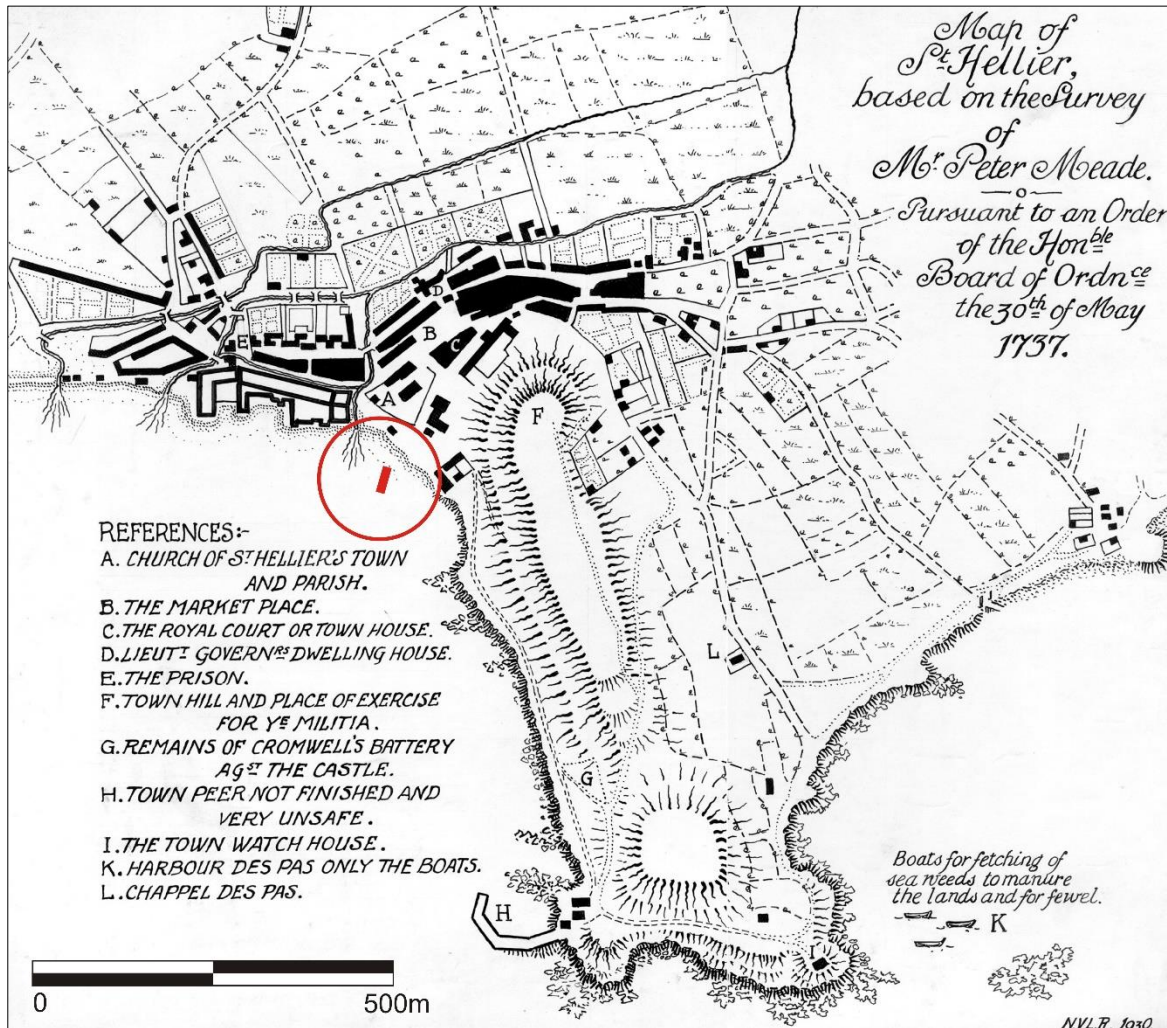 Map of
St Hellier,
based on the Survey
of
Mr Peter Meade.
Pursuant to an Order
of the Honble
Board of Ordnce
the 30th of May
1737.
D
B
E
C
A
F
REFERENCES:-
A. CHURCH OF ST HELLIER'S TOWN
AND PARISH.
B. THE MARKET PLACE.
C. THE ROYAL COURT OR TOWN HOUSE.
D. LIEUTT GOVERNRS DWELLING HOUSE.
E. THE PRISON.
F. TOWN HILL AND PLACE OF EXERCISE
FOR YE MILITIA.
G. REMAINS OF CROMWELL'S BATTERY
AGST THE CASTLE.
H. TOWN PEER NOT FINISHED AND
VERY UNSAFE.
I. THE TOWN WATCH HOUSE.
K. HARBOUR DES PAS ONLY THE BOATS.
L. CHAPPEL DES PAS.
L
G
H
I
Boats for fetching of
sea weeds to manure
the lands and for fewel.
K
0 500m
N.V.L.R. 1930